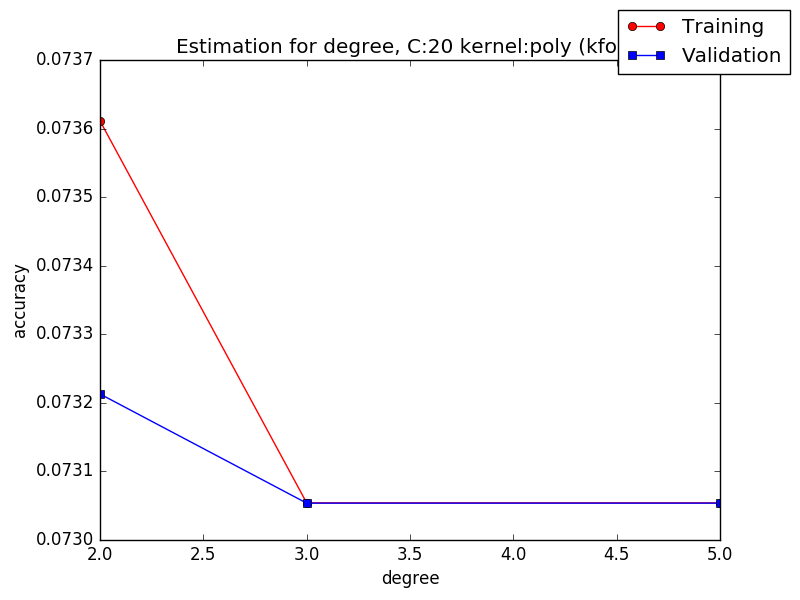 Estimation for degree, C:20 kernel:poly (kfo
Training
Validation
0.0737
0.0736
0.0735
0.0734
0.0733
0.0732
0.0731
0.0730
accuracy
2.0 2.5 3.0 3.5 4.0 4.5 5.0
degree